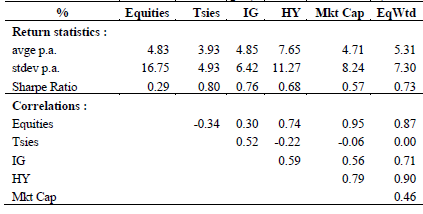 % Equities Tsies IG HY Mkt Cap EqWtd
Return statistics :
avge p.a. 4.83 3.93 4.85 7.65 4.71 5.31
stdev p.a. 16.75 4.93 6.42 11.27 8.24 7.30
Sharpe Ratio 0.29 0.80 0.76 0.68 0.57 0.73
Correlations :
Equities -0.34 0.30 0.74 0.95 0.87
Tsies 0.52 -0.22 -0.06 0.00
IG 0.59 0.56 0.71
HY 0.79 0.90
Mkt Cap 0.46